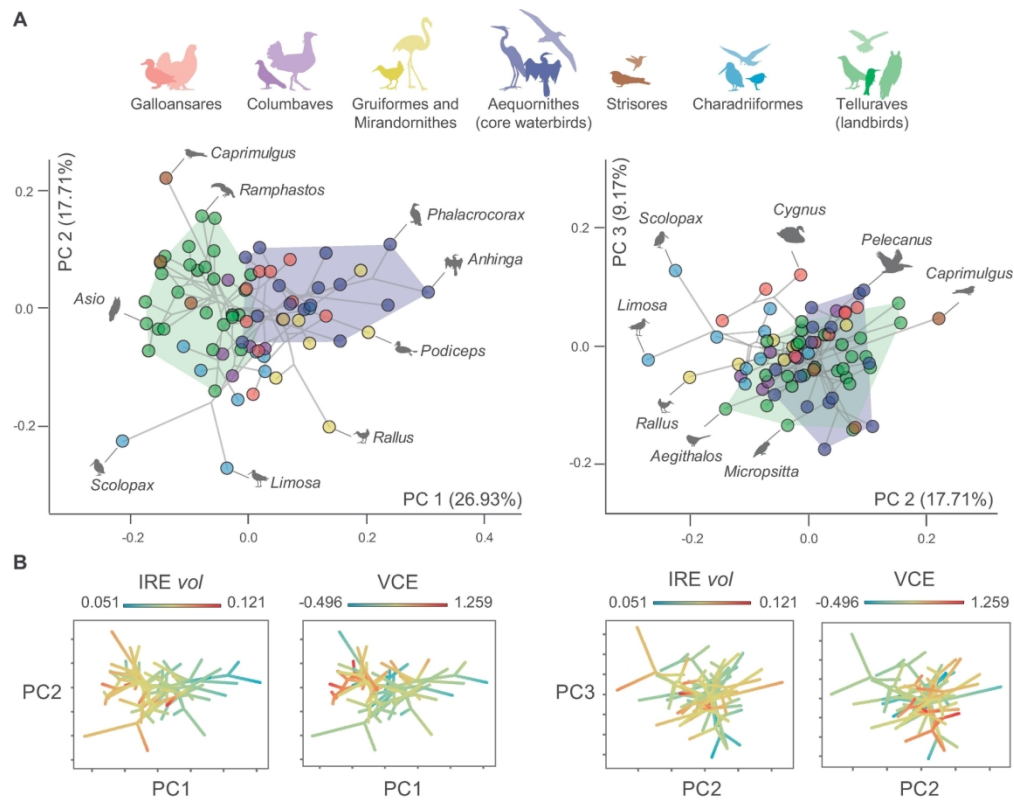 A
Galloansares
Columbaves
Gruiformes and
Mirandornithes
Aequornithes
(core waterbirds)
Strisores
Charadriiformes
Telluraves
(landbirds)
PC 2 (17.71%)
0.2
0.0
-0.2
Caprimulgus
Ramphastos
Phalacrocorax
Anhinga
Asio
Podiceps
Rallus
Scolopax
Limosa
PC 1 (26.93%)
-0.2
0.0
0.2
0.4
PC 3 (9.17%)
0.2
0.0
-0.2
Scolopax
Cygnus
Pelecanus
Caprimulgus
Limosa
Rallus
Aegithalos
Micropsitta
PC 2 (17.71%)
-0.2
0.0
0.2
B
IRE vol
0.051 0.121
VCE
-0.496 1.259
IRE vol
0.051 0.121
VCE
-0.496 1.259
PC2
PC1
PC1
PC3
PC2
PC2